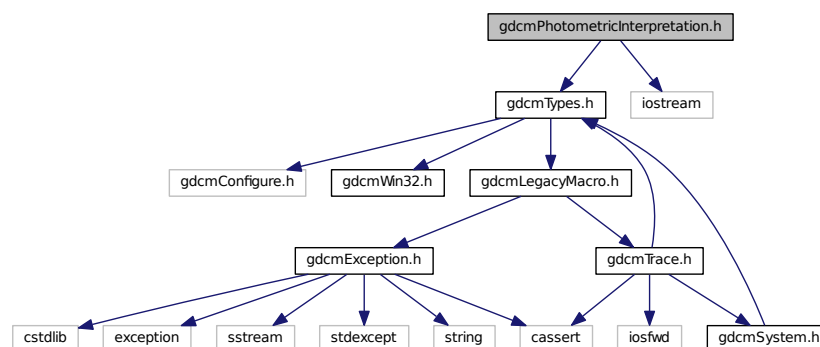 gdcmPhotometricInterpretation.h
gdcmTypes.h
iostream
gdcmConfigure.h
gdcmWin32.h
gdcmLegacyMacro.h
gdcmException.h
gdcmTrace.h
cstdlib
exception
sstream
stdexcept
string
cassert
iosfwd
gdcmSystem.h